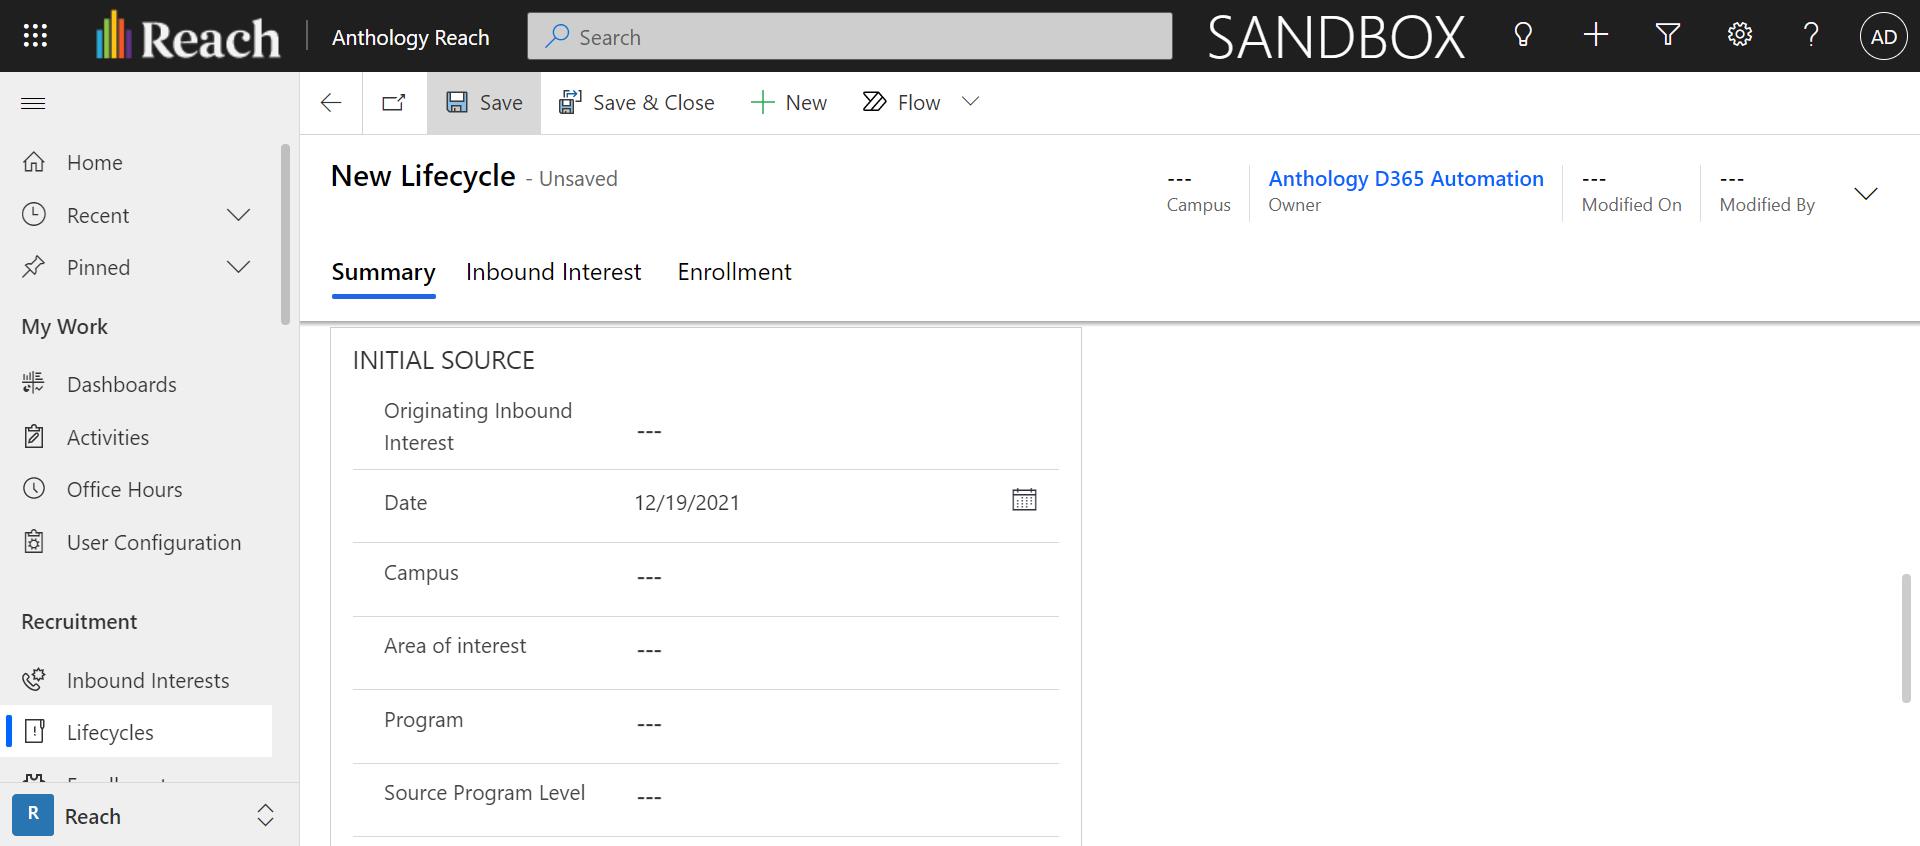 Reach
Anthology Reach
Search
SANDBOX
AD
Save
Save & Close
New
Flow
Home
Recent
Pinned
My Work
Dashboards
Activities
Office Hours
User Configuration
Recruitment
Inbound Interests
Lifecycles
R
Reach
New Lifecycle - Unsaved
---
Campus
Anthology D365 Automation
Owner
---
Modified On
---
Modified By
Summary
Inbound Interest
Enrollment
INITIAL SOURCE
Originating Inbound
Interest
---
Date
12/19/2021
Campus
---
Area of interest
---
Program
---
Source Program Level
---